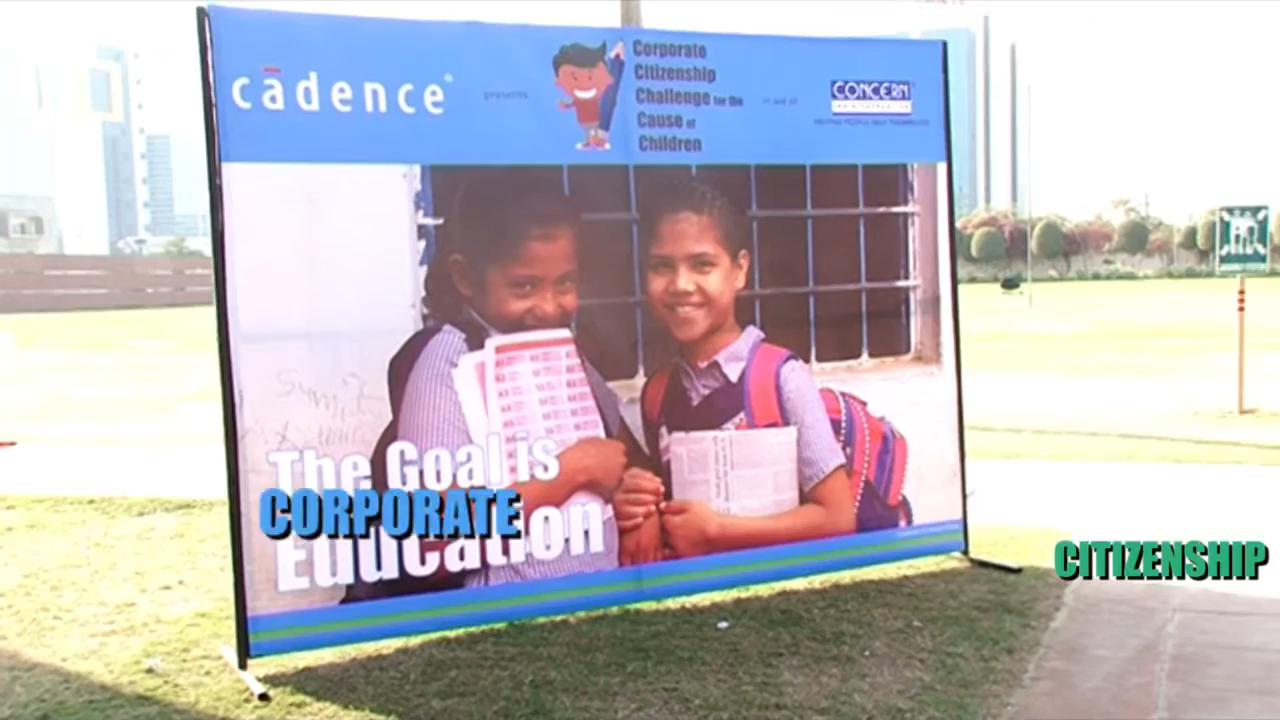 cādence
presents
Corporate
Citizenship
Challenge for the
Cause of
Children
in aid of
CONCERN
The Goal is
Education
CORPORATE
CITIZENSHIP